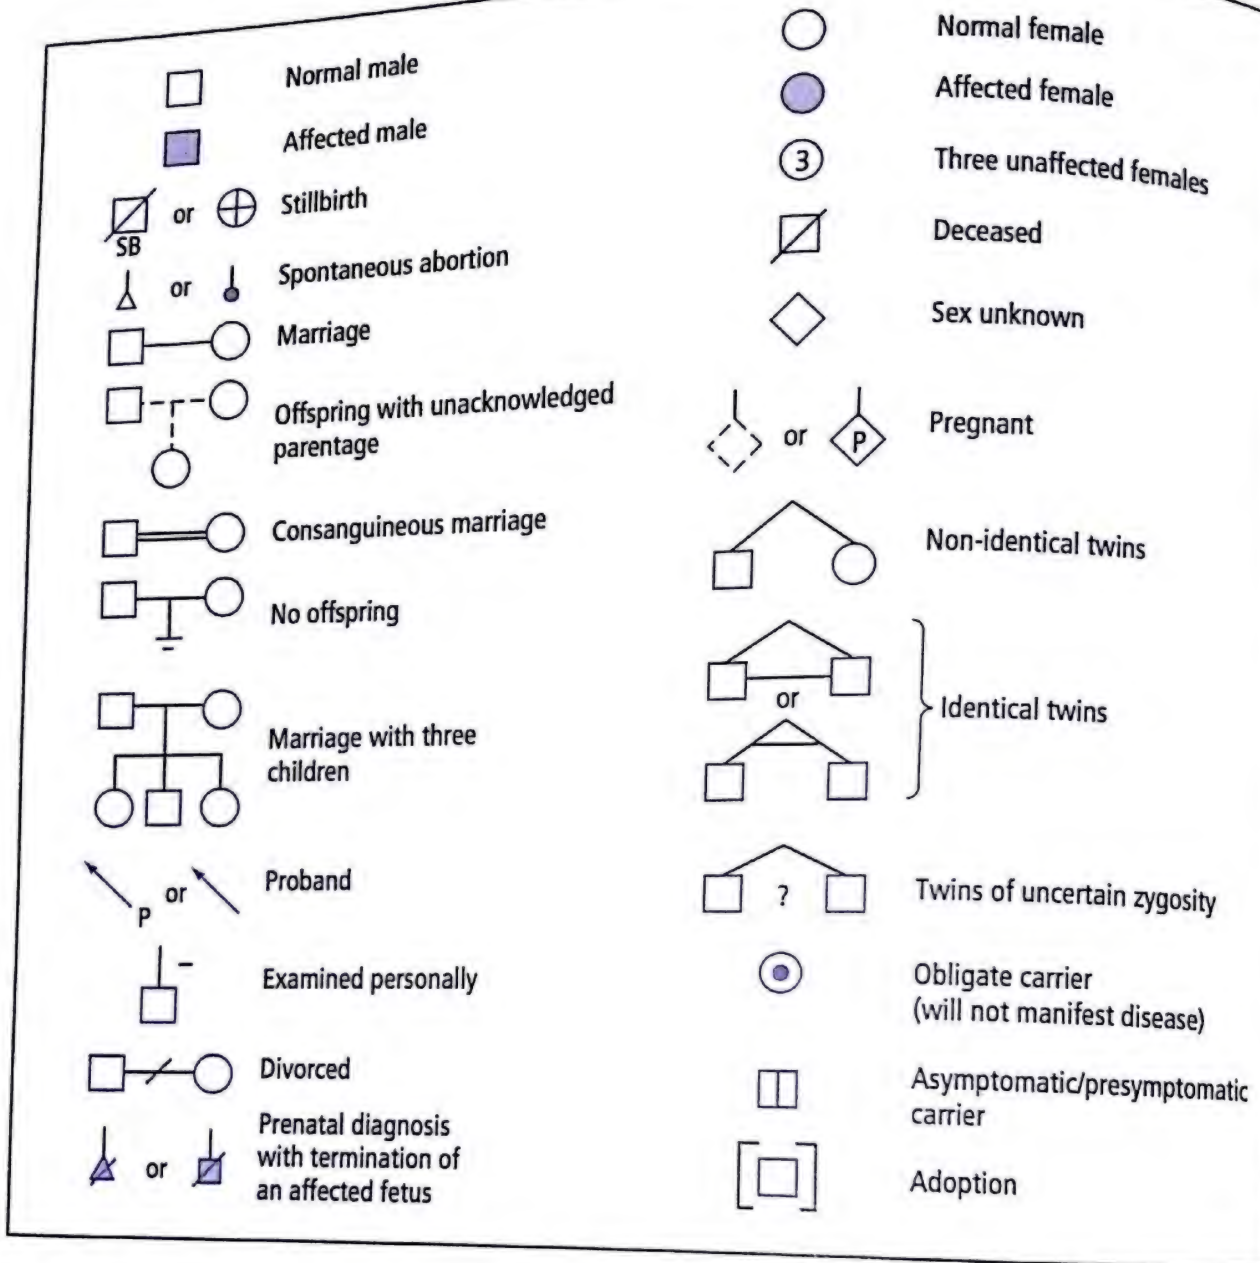 Normal male
Affected male
or
SB
Stillbirth
or
Spontaneous abortion
Marriage
Offspring with unacknowledged
parentage
Consanguineous marriage
No offspring
Marriage with three
children
P
or
Proband
Examined personally
Divorced
or
Prenatal diagnosis
with termination of
an affected fetus
Normal female
Affected female
3
Three unaffected females
Deceased
Sex unknown
or
P
Pregnant
Non-identical twins
or
Identical twins
?
Twins of uncertain zygosity
Obligate carrier
(will not manifest disease)
Asymptomatic/presymptomatic
carrier
Adoption